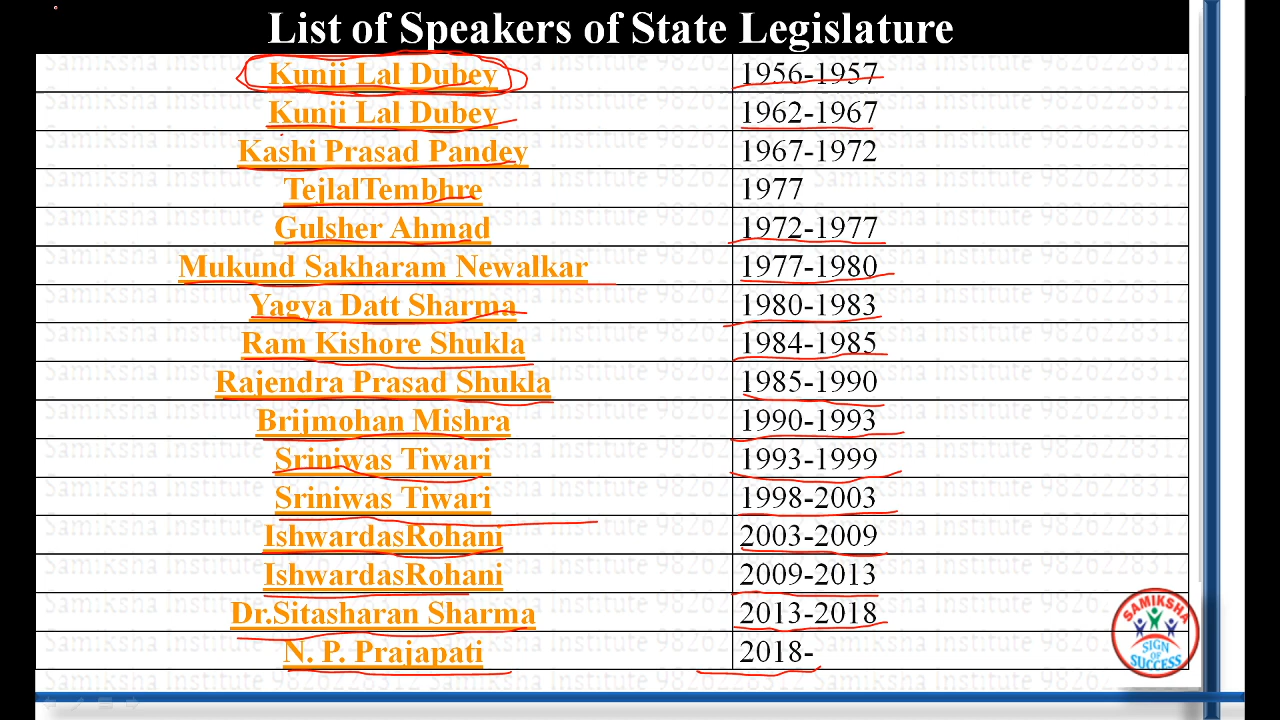 List of Speakers of State Legislature
Kunji Lal Dubey 1956-1957
Kunji Lal Dubey 1962-1967
Kashi Prasad Pandey 1967-1972
TejlalTembhre 1977
Gulsher Ahmad 1972-1977
Mukund Sakharam Newalkar 1977-1980
Yagya Datt Sharma 1980-1983
Ram Kishore Shukla 1984-1985
Rajendra Prasad Shukla 1985-1990
Brijmohan Mishra 1990-1993
Sriniwas Tiwari 1993-1999
Sriniwas Tiwari 1998-2003
IshwardasRohani 2003-2009
IshwardasRohani 2009-2013
Dr.Sitasharan Sharma 2013-2018
N. P. Prajapati 2018-
SAMIKSHA
SIGN
OF
SUCCESS